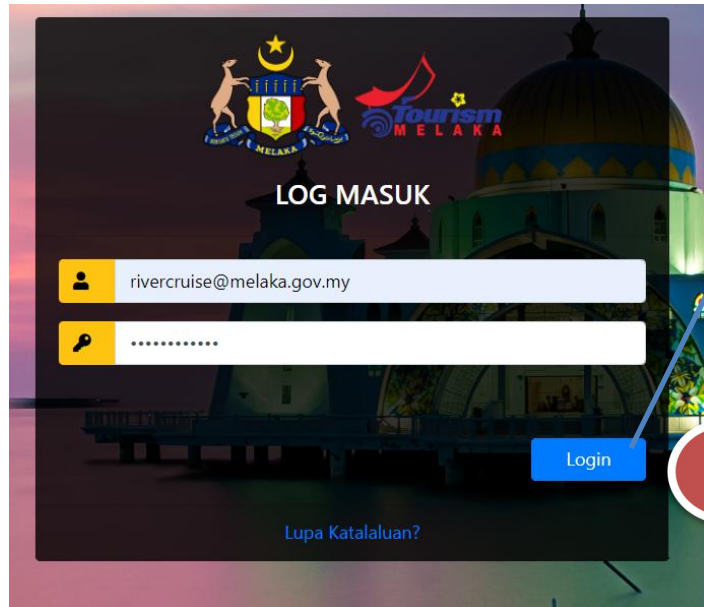 MELAKA
Tourism
MELAKA
LOG MASUK
rivercruise@melaka.gov.my
••••••••••••
Login
Lupa Katalaluan?